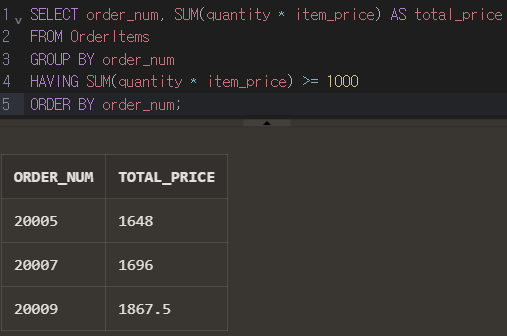 1 SELECT order_num, SUM(quantity * item_price) AS total_price
2 FROM OrderItems
3 GROUP BY order_num
4 HAVING SUM(quantity * item_price) >= 1000
5 ORDER BY order_num;
ORDER_NUM TOTAL_PRICE
20005 1648
20007 1696
20009 1867.5